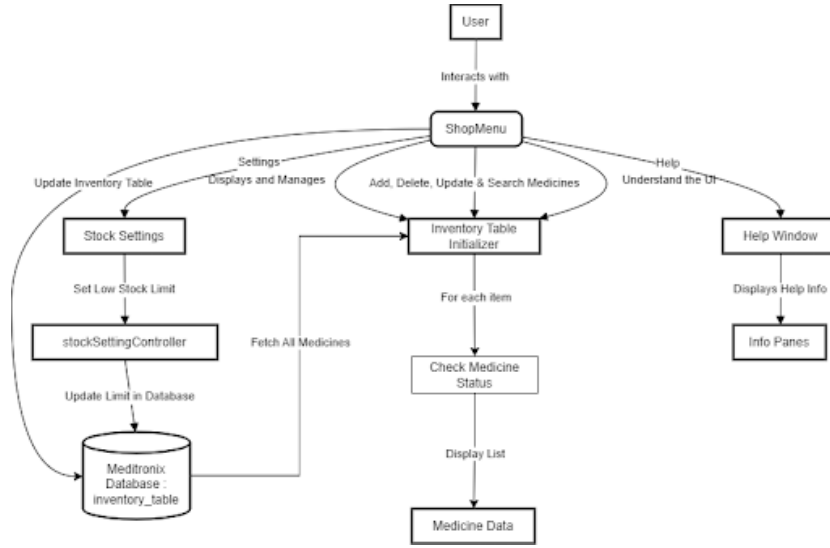 User
Interacts with
ShopMenu
Settings
Help
Update Inventory Table
Displays and Manages
Add, Delete, Update & Search Medicines
Understand the UI
Stock Settings
Inventory Table
Initializer
Help Window
Set Low Stock Limit
For each item
Displays Help Info
stockSettingController
Fetch All Medicines
Info Panes
Check Medicine
Status
Update Limit in Database
Meditronix
Database :
inventory_table
Display List
Medicine Data